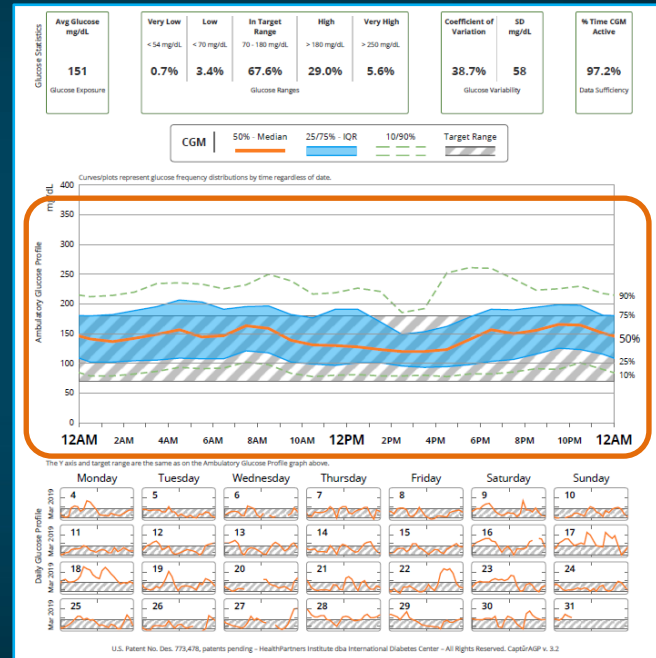 Glucose Statistics
Avg Glucose
mg/dL
151
Glucose Exposure
Very Low
< 54 mg/dL
0.7%
Low
< 70 mg/dL
3.4%
In Target
Range
70 - 180 mg/dL
67.6%
High
> 180 mg/dL
29.0%
Very High
> 250 mg/dL
5.6%
Glucose Ranges
Coefficient of
Variation
38.7%
SD
mg/dL
58
Glucose Variability
% Time CGM
Active
97.2%
Data Sufficiency
CGM
50% - Median
25/75% - IQR
10/90%
Target Range
Curves/plots represent glucose frequency distributions by time regardless of date.
mg/dL
Ambulatory Glucose Profile
400
350
300
250
200
150
100
50
0
90%
75%
50%
25%
10%
12AM 2AM 4AM 6AM 8AM 10AM 12PM 2PM 4PM 6PM 8PM 10PM 12AM
The Y axis and target range are the same as on the Ambulatory Glucose Profile graph above.
Daily Glucose Profile
Monday Tuesday Wednesday Thursday Friday Saturday Sunday
Mar 2019
4 5 6 7 8 9 10
Mar 2019
11 12 13 14 15 16 17
Mar 2019
18 19 20 21 22 23 24
Mar 2019
25 26 27 28 29 30 31
U.S. Patent No. Des. 773,478, patents pending – HealthPartners Institute dba International Diabetes Center – All Rights Reserved. CaptūrAGP v. 3.2